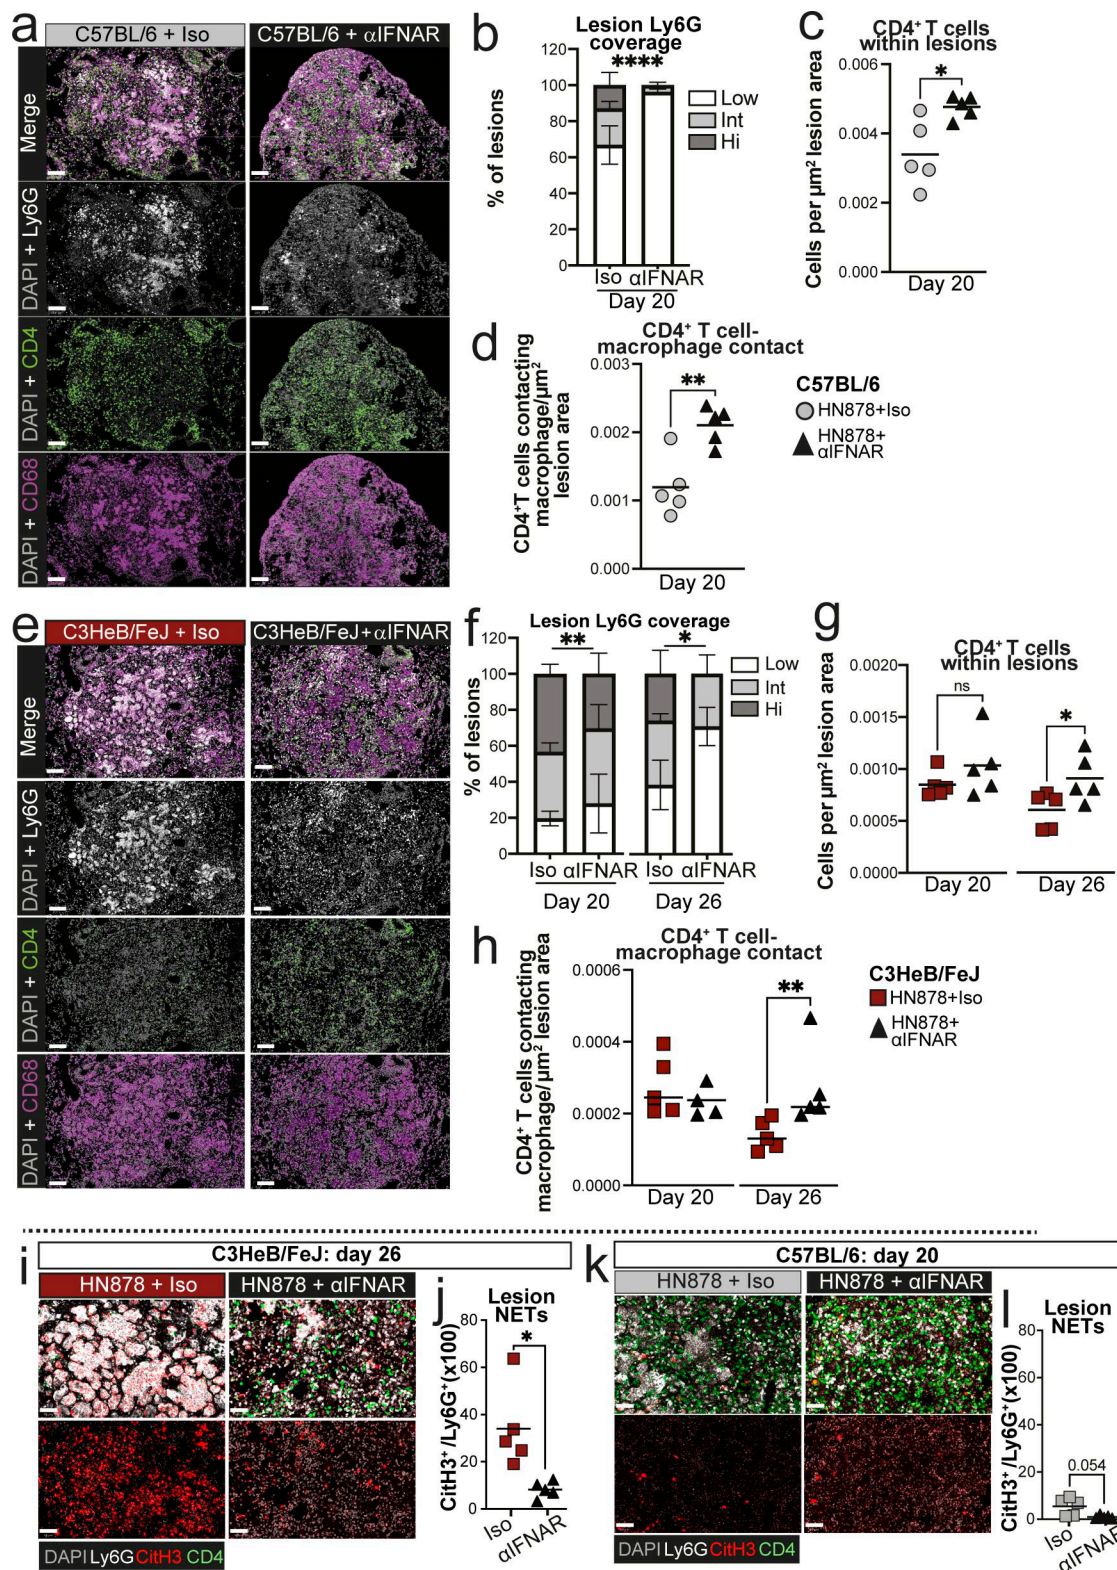 a
C57BL/6 + Iso
C57BL/6 + αIFNAR
Merge
DAPI + Ly6G
DAPI + CD4
DAPI + CD68
b
Lesion Ly6G
coverage
****
% of lesions
120
100
80
60
40
20
0
Low
Int
Hi
Iso
αIFNAR
Day 20
c
CD4⁺ T cells
within lesions
Cells per µm² lesion area
0.006
0.004
0.002
0.000
*
Day 20
d
CD4⁺ T cell-
macrophage contact
CD4⁺T cells contacting
macrophage/µm²
lesion area
0.003
0.002
0.001
0.000
**
Day 20
C57BL/6
HN878+Iso
HN878+
αIFNAR
e
C3HeB/FeJ + Iso
C3HeB/FeJ+αIFNAR
Merge
DAPI + Ly6G
DAPI + CD4
DAPI + CD68
f
Lesion Ly6G coverage
% of lesions
120
100
80
60
40
20
0
**
*
Low
Int
Hi
Iso
αIFNAR
Iso
αIFNAR
Day 20
Day 26
g
CD4⁺ T cells
within lesions
Cells per µm² lesion area
0.0020
0.0015
0.0010
0.0005
0.0000
ns
*
Day 20
Day 26
h
CD4⁺ T cell-
macrophage contact
CD4⁺ T cells contacting
macrophage/µm² lesion area
0.0006
0.0004
0.0002
0.0000
**
Day 20
Day 26
C3HeB/FeJ
HN878+Iso
HN878+
αIFNAR
i
C3HeB/FeJ: day 26
HN878 + Iso
HN878 + αIFNAR
DAPI Ly6G CitH3 CD4
j
Lesion
NETs
CitH3⁺/Ly6G⁺(x100)
80
60
40
20
0
*
Iso
αIFNAR
k
C57BL/6: day 20
HN878 + Iso
HN878 + αIFNAR
DAPI Ly6G CitH3 CD4
l
Lesion
NETs
CitH3⁺/Ly6G⁺(x100)
80
60
40
20
0
0.054
Iso
αIFNAR